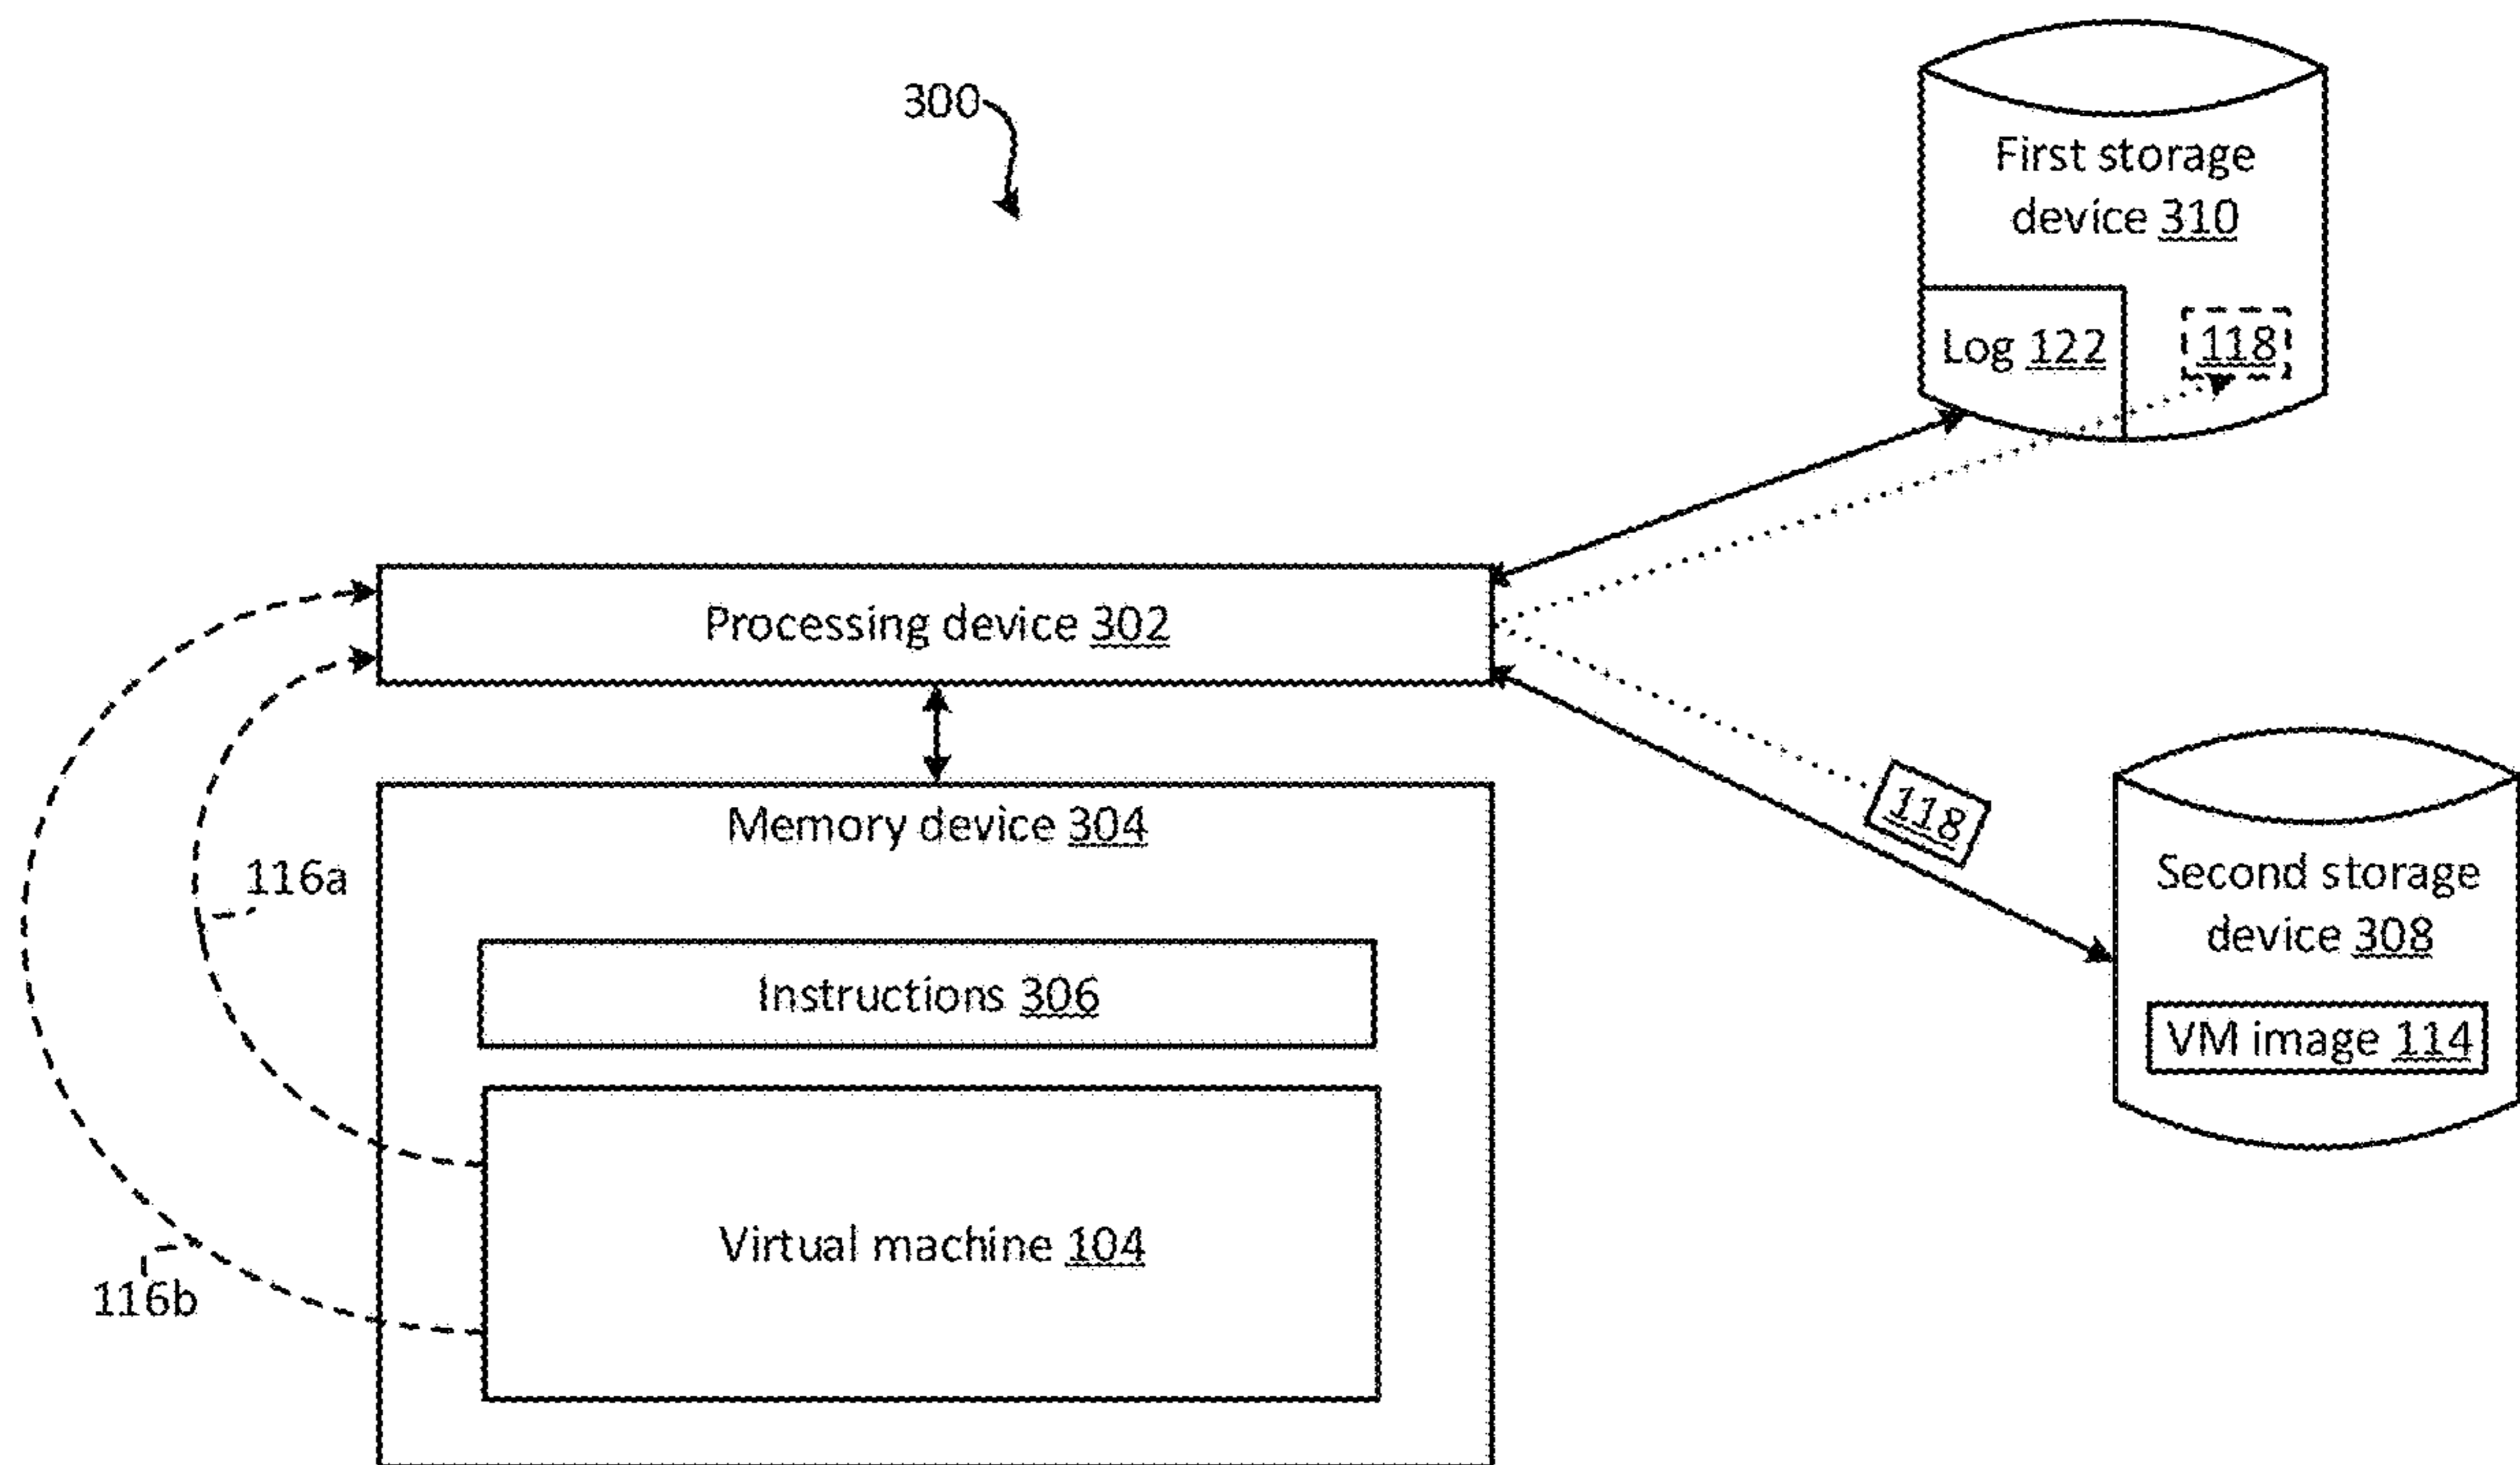 300
First storage
device 310
Log 122
118
Processing device 302
Memory device 304
118
116a
Second storage
device 308
Instructions 306
VM image 114
Virtual machine 104
116b